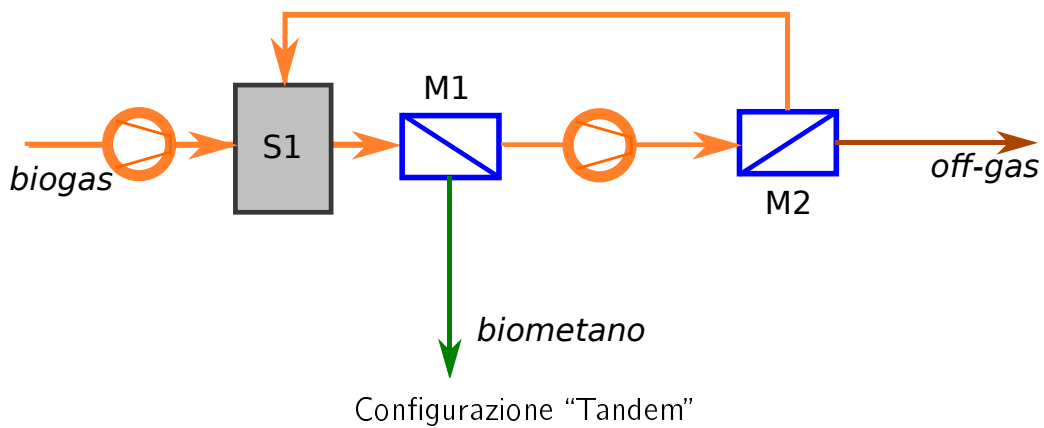 M1
S1
biogas
off-gas
M2
biometano
Configurazione “Tandem”